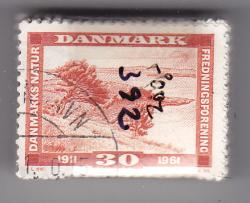 DANMARK
DANMARKS NATUR
FREDNINGSFORENING
392
1911 30 1961